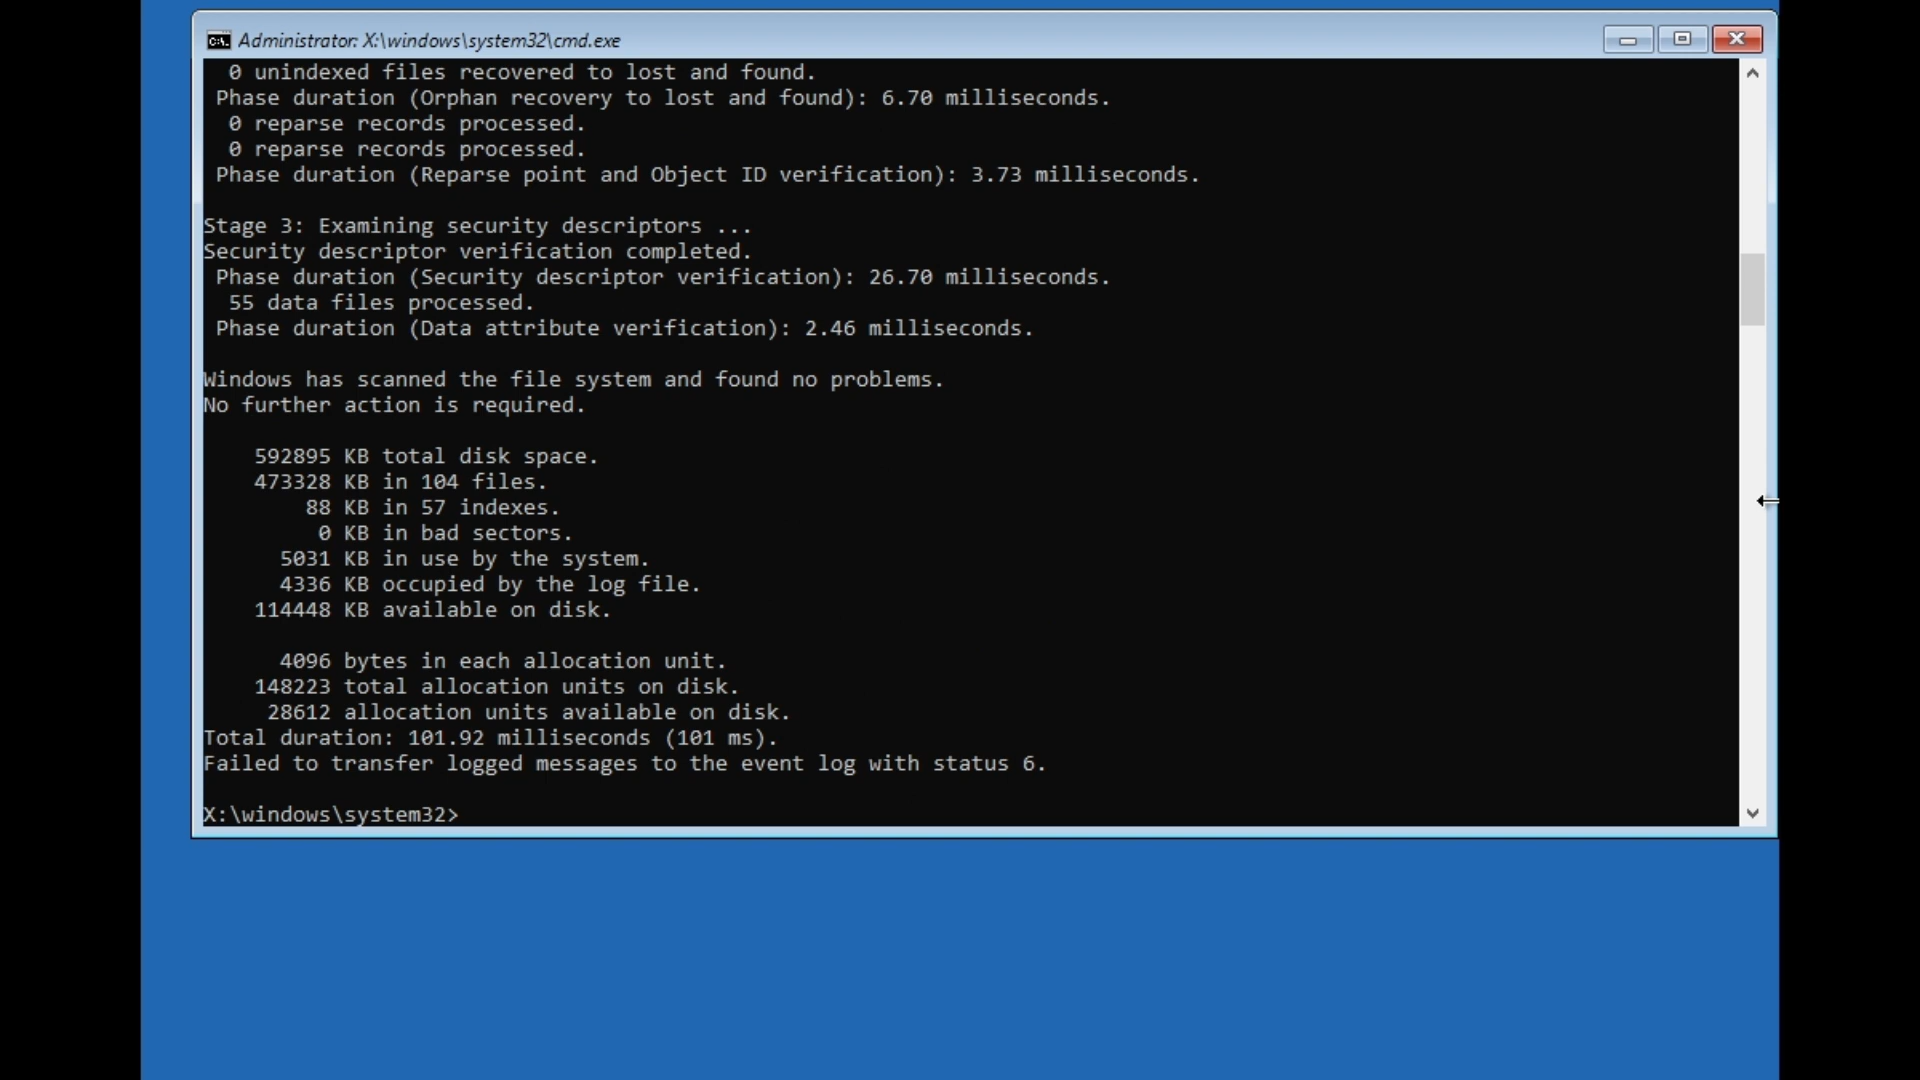 Administrator: X:\windows\system32\cmd.exe
0 unindexed files recovered to lost and found.
Phase duration (Orphan recovery to lost and found): 6.70 milliseconds.
0 reparse records processed.
0 reparse records processed.
Phase duration (Reparse point and Object ID verification): 3.73 milliseconds.
Stage 3: Examining security descriptors ...
Security descriptor verification completed.
Phase duration (Security descriptor verification): 26.70 milliseconds.
55 data files processed.
Phase duration (Data attribute verification): 2.46 milliseconds.
Windows has scanned the file system and found no problems.
No further action is required.
592895 KB total disk space.
473328 KB in 104 files.
88 KB in 57 indexes.
0 KB in bad sectors.
5031 KB in use by the system.
4336 KB occupied by the log file.
114448 KB available on disk.
4096 bytes in each allocation unit.
148223 total allocation units on disk.
28612 allocation units available on disk.
Total duration: 101.92 milliseconds (101 ms).
Failed to transfer logged messages to the event log with status 6.
X:\windows\system32>